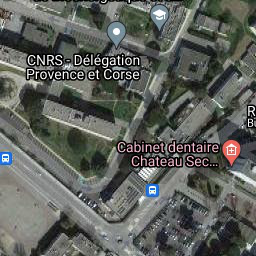 CNRS - Délégation
Provence et Corse
Cabinet dentaire
Chateau Sec...
R